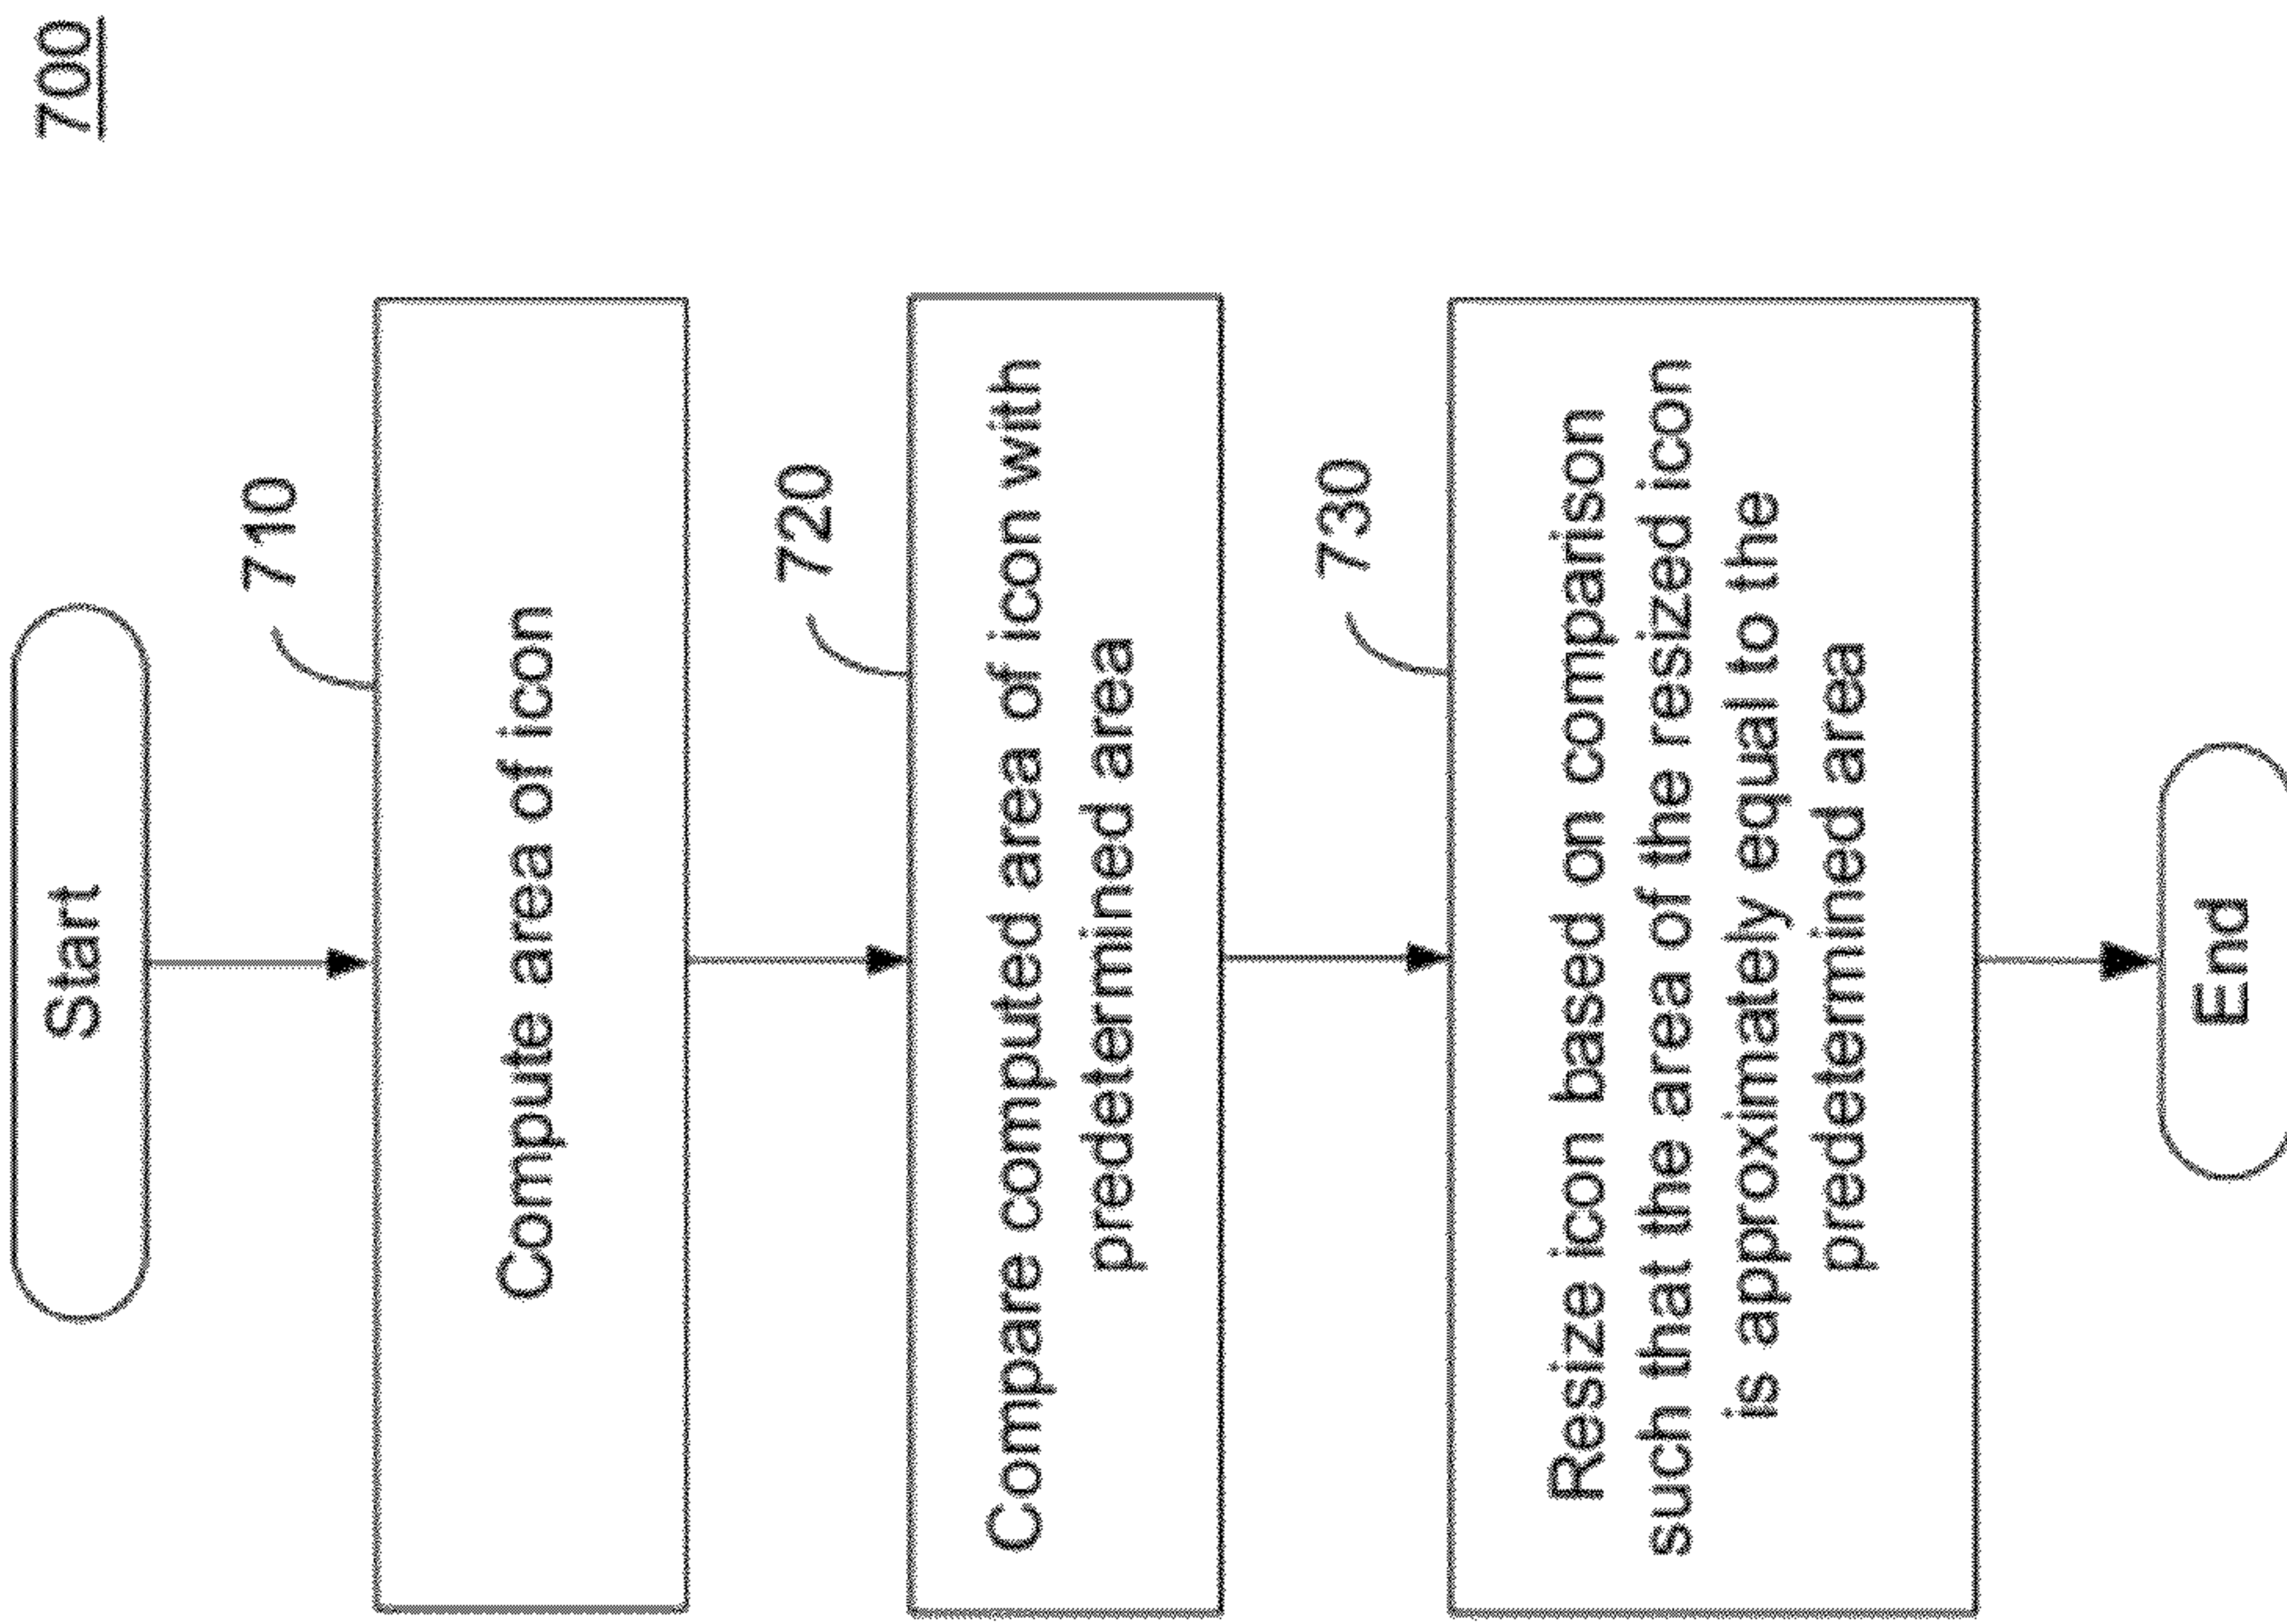 700
Start
710
Compute area of icon
720
Compare computed area of icon with
predetermined area
730
Resize icon based on comparison
such that the area of the resized icon
is approximately equal to the
predetermined area
End